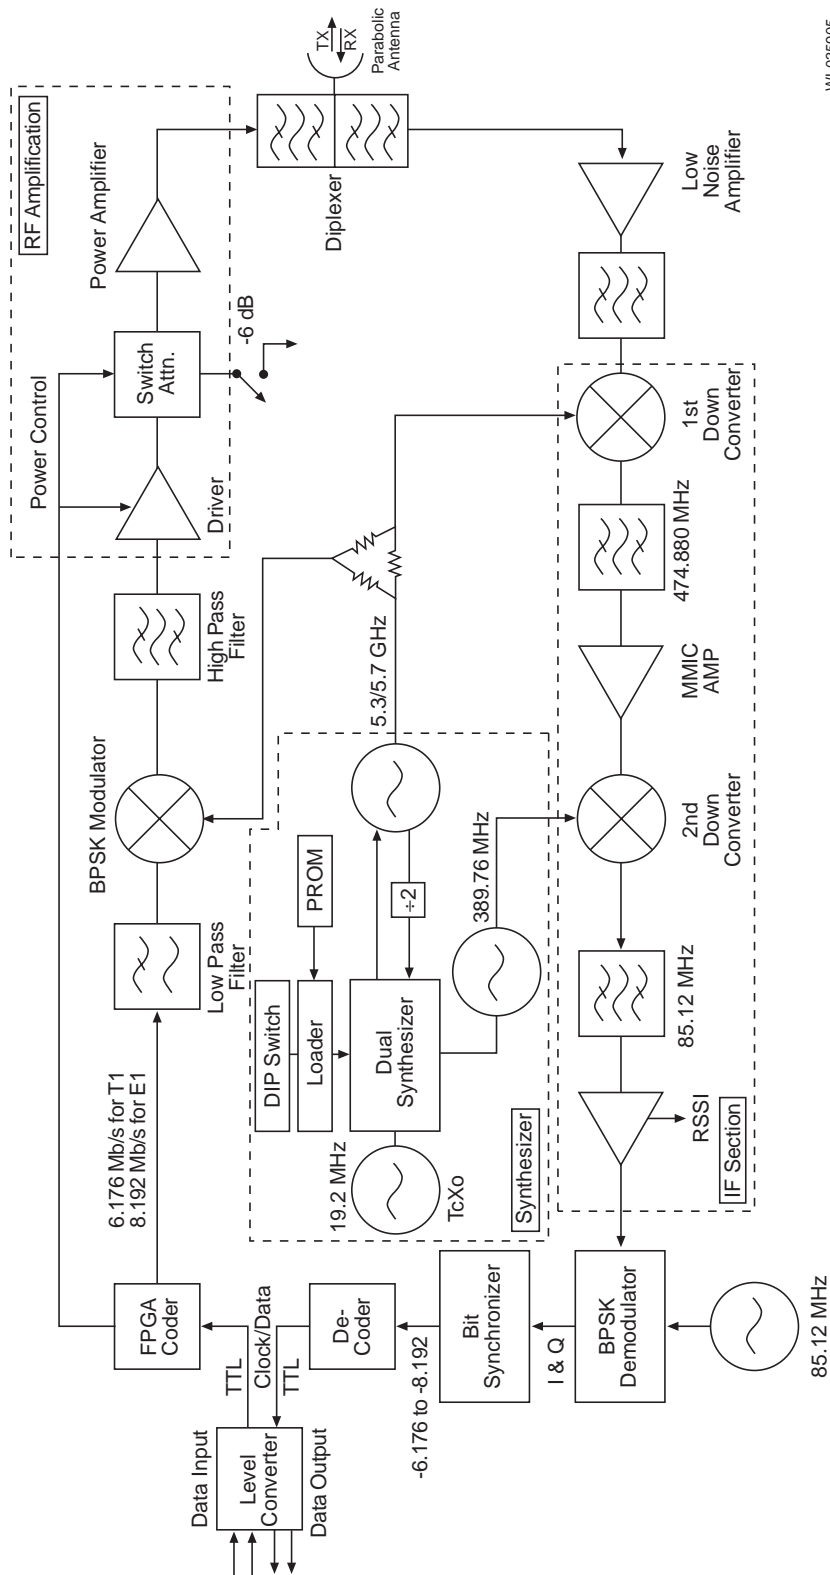 RF Amplification
Power Control
Data Input
Level
Converter
Data Output
TTL
Clock/Data
TTL
FPGA
Coder
6.176 Mb/s for T1
8.192 Mb/s for E1
Low Pass
Filter
BPSK Modulator
High Pass
Filter
Driver
Switch
Attn.
-6 dB
Power Amplifier
Diplexer
TX
RX
Parabolic
Antenna
De-
Coder
-6.176 to -8.192
Bit
Synchronizer
I & Q
BPSK
Demodulator
85.12 MHz
DIP Switch
Loader
PROM
19.2 MHz
TcXo
Dual
Synthesizer
÷2
5.3/5.7 GHz
389.76 MHz
Synthesizer
RSSI
IF Section
85.12 MHz
2nd
Down
Converter
MMIC
AMP
474.880 MHz
1st
Down
Converter
Low
Noise
Amplifier